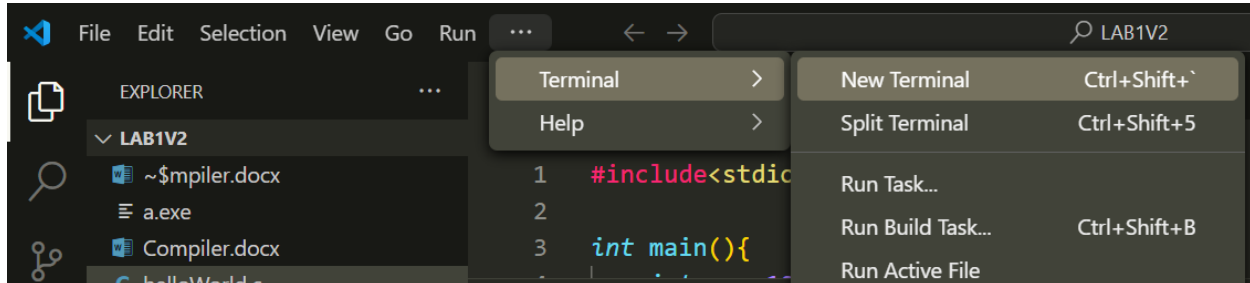 File Edit Selection View Go Run ... LAB1V2
EXPLORER ...
LAB1V2
~$mpiler.docx
a.exe
Compiler.docx
helloWorld.c
Terminal >
Help >
New Terminal Ctrl+Shift+`
Split Terminal Ctrl+Shift+5
Run Task...
Run Build Task... Ctrl+Shift+B
Run Active File
1 #include<stdio
2
3 int main(){